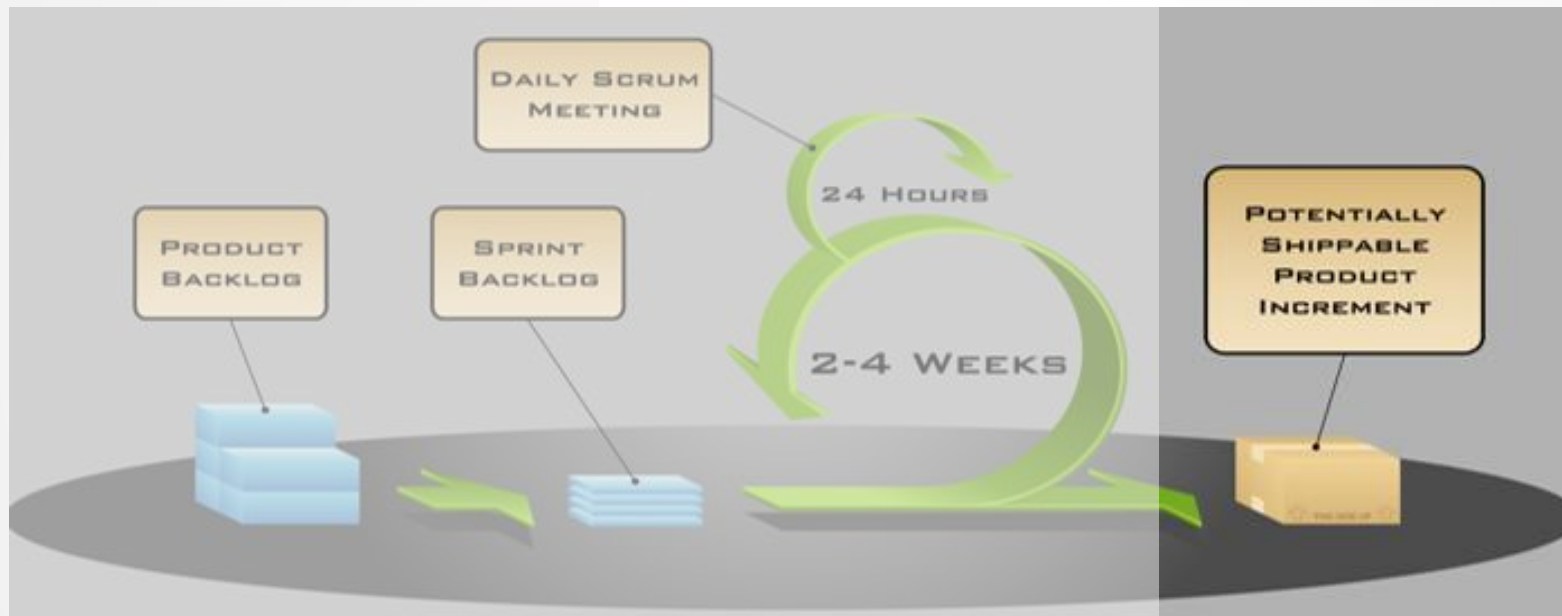 DAILY SCRUM
MEETING
24 HOURS
PRODUCT
BACKLOG
SPRINT
BACKLOG
2-4 WEEKS
POTENTIALLY
SHIPPABLE
PRODUCT
INCREMENT